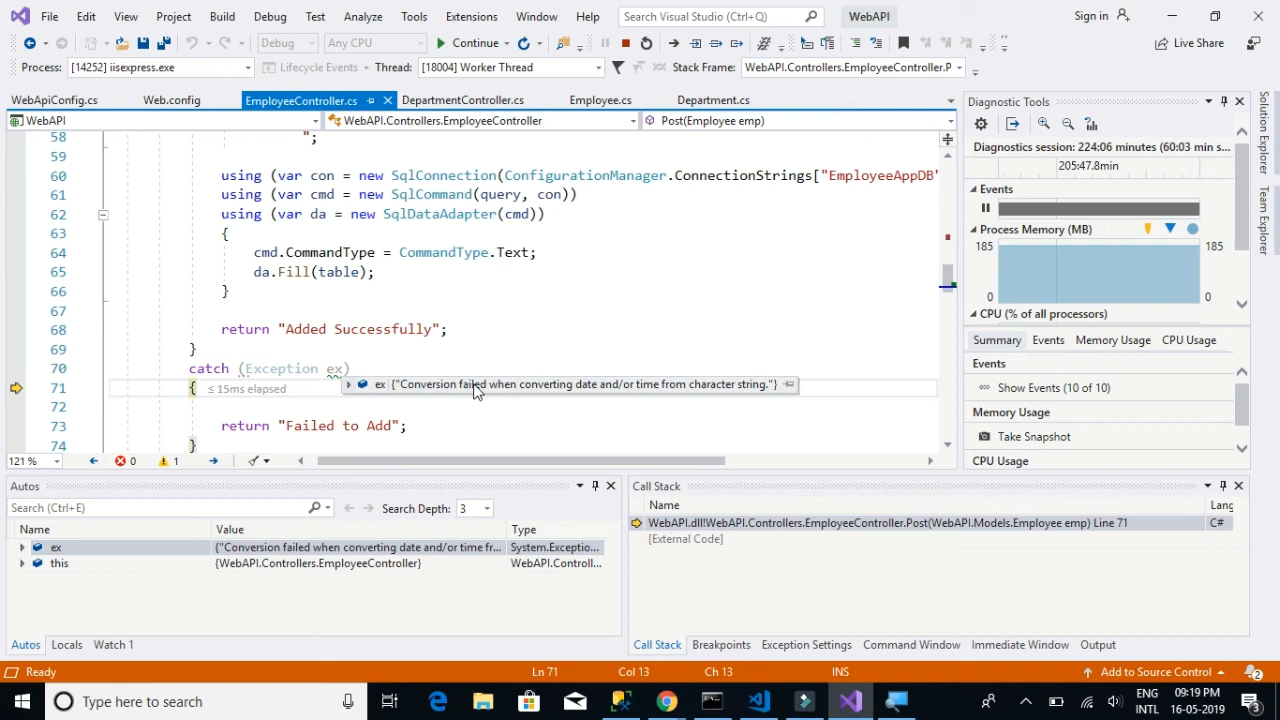 File Edit View Project Build Debug Test Analyze Tools Extensions Window Help Search Visual Studio (Ctrl+Q) WebAPI Sign in
Debug Any CPU Continue Live Share
Process: [14252] iisexpress.exe Lifecycle Events Thread: [18004] Worker Thread Stack Frame: WebAPI.Controllers.EmployeeController.P
WebApiConfig.cs Web.config EmployeeController.cs DepartmentController.cs Employee.cs Department.cs
WebAPI WebAPI.Controllers.EmployeeController Post(Employee emp)
58 ";
59
60 using (var con = new SqlConnection(ConfigurationManager.ConnectionStrings["EmployeeAppDB"
61 using (var cmd = new SqlCommand(query, con))
62 using (var da = new SqlDataAdapter(cmd))
63 {
64 cmd.CommandType = CommandType.Text;
65 da.Fill(table);
66 }
67
68 return "Added Successfully";
69 }
70 catch (Exception ex)
71 { ≤ 15ms elapsed
ex {"Conversion failed when converting date and/or time from character string."}
72
73 return "Failed to Add";
74 }
121 % 0 1
Diagnostic Tools
Diagnostics session: 224:06 minutes (60:03 min s...
205:47.8min
Events
Process Memory (MB)
185 185
0 0
CPU (% of all processors)
Summary Events Memory Usage CPU Usage
Events
Show Events (10 of 10)
Memory Usage
Take Snapshot
CPU Usage
Solution Explorer
Team Explorer
Autos
Search (Ctrl+E) Search Depth: 3
Name Value Type
ex {"Conversion failed when converting date and/or time fr... System.Exceptio...
this {WebAPI.Controllers.EmployeeController} WebAPI.Controll...
Autos Locals Watch 1
Call Stack
Name Lang
WebAPI.dll!WebAPI.Controllers.EmployeeController.Post(WebAPI.Models.Employee emp) Line 71 C#
[External Code]
Call Stack Breakpoints Exception Settings Command Window Immediate Window Output
Ready Ln 71 Col 13 Ch 13 INS Add to Source Control 2
Type here to search ENG INTL 09:19 PM 16-05-2019 3